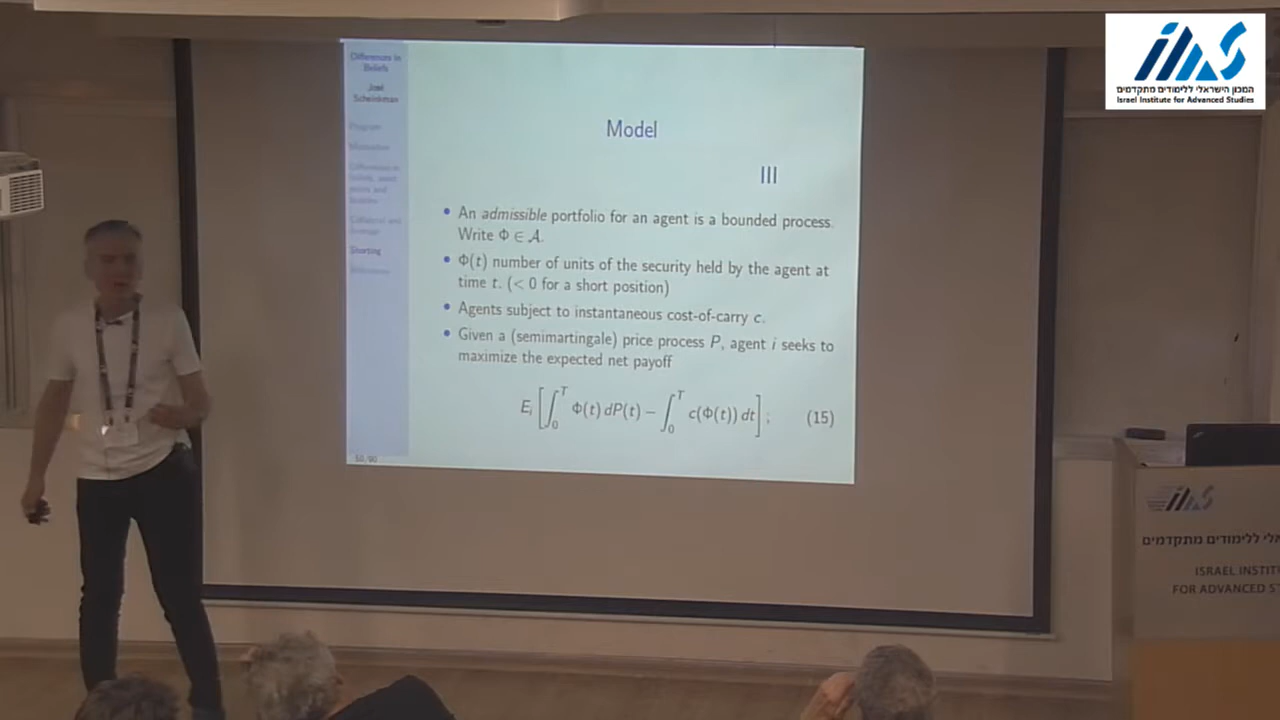 המכון הישראלי ללימודים מתקדמים
Israel Institute for Advanced Studies
Differences in
Beliefs
José
Scheinkman
Program
Motivation
Shorting
50/90
Model
III
• An admissible portfolio for an agent is a bounded process.
Write Φ ∈ 𝒜.
• Φ(t) number of units of the security held by the agent at
time t. (< 0 for a short position)
• Agents subject to instantaneous cost-of-carry c.
• Given a (semimartingale) price process P, agent i seeks to
maximize the expected net payoff
E_i [∫_0^T Φ(t) dP(t) − ∫_0^T c(Φ(t)) dt] ; (15)
ללימודים מתקדמים
ISRAEL INSTIT
FOR ADVANCED S